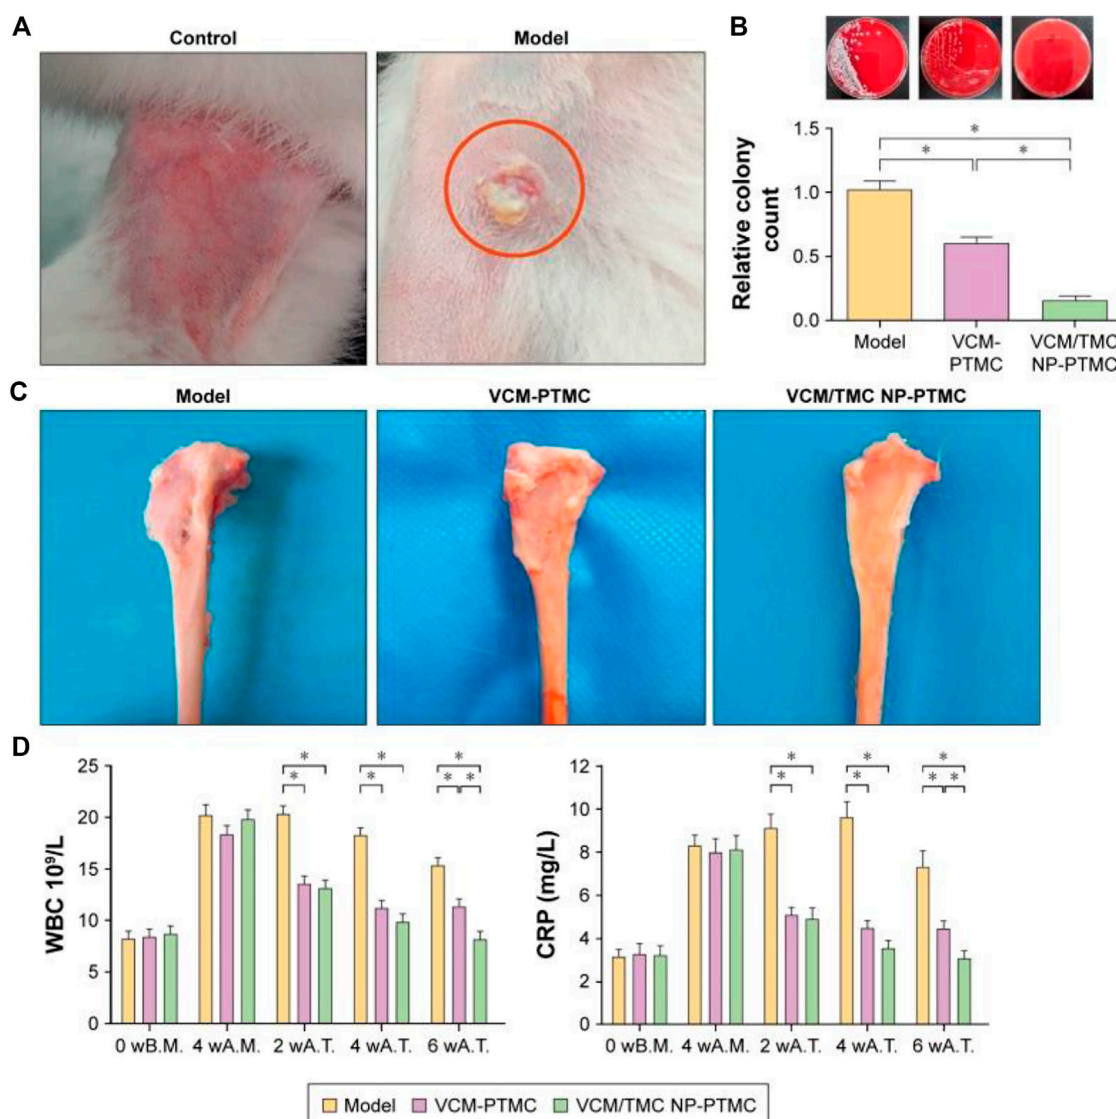 A
Control
Model
B
Relative colony
count
1.5
1.0
0.5
0.0
*
*
*
Model
VCM-
PTMC
VCM/TMC
NP-PTMC
C
Model
VCM-PTMC
VCM/TMC NP-PTMC
D
WBC 10⁹/L
25
20
15
10
5
0
* * *
* * * *
0 wB.M. 4 wA.M. 2 wA.T. 4 wA.T. 6 wA.T.
CRP (mg/L)
12
10
8
6
4
2
0
* * *
* * * *
0 wB.M. 4 wA.M. 2 wA.T. 4 wA.T. 6 wA.T.
Model VCM-PTMC VCM/TMC NP-PTMC